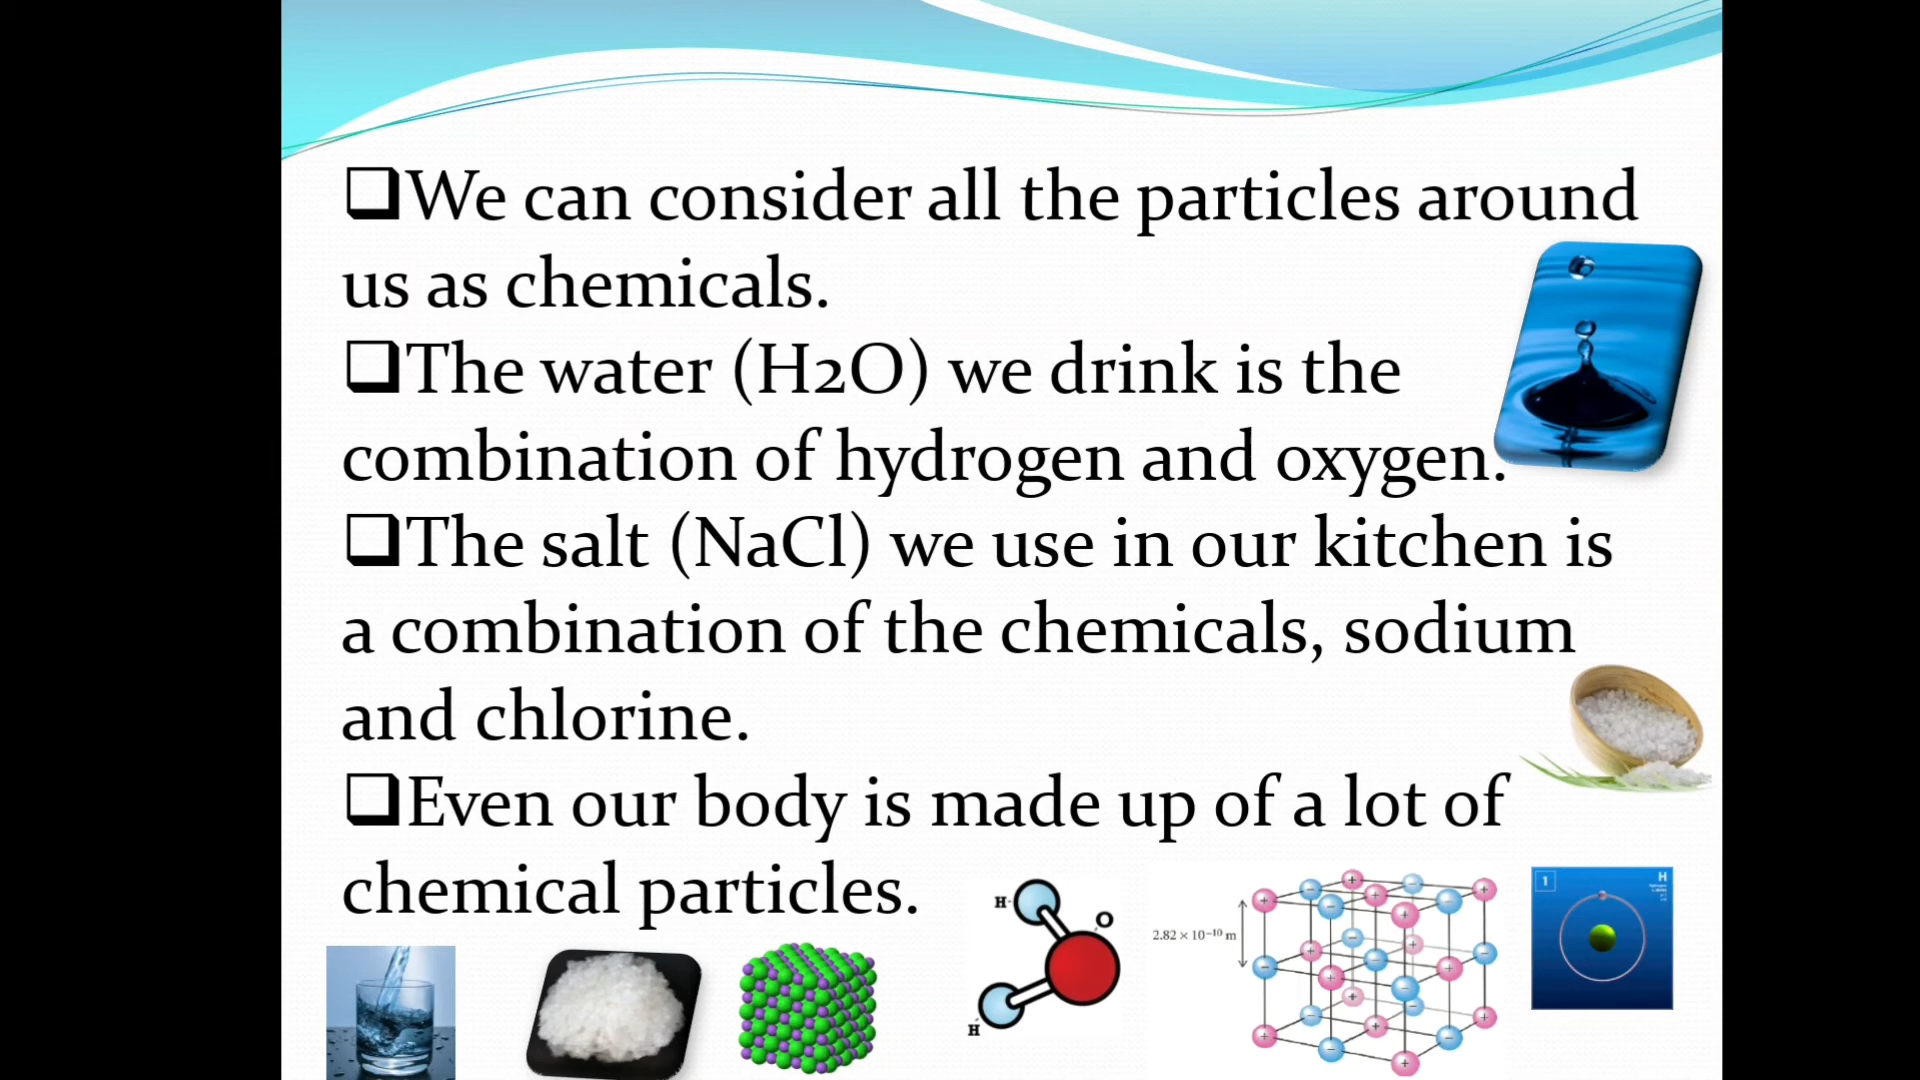 ❑We can consider all the particles around
us as chemicals.
❑The water (H2O) we drink is the
combination of hydrogen and oxygen.
❑The salt (NaCl) we use in our kitchen is
a combination of the chemicals, sodium
and chlorine.
❑Even our body is made up of a lot of
chemical particles.
H
O
H
2.82 × 10⁻¹⁰ m
1
H